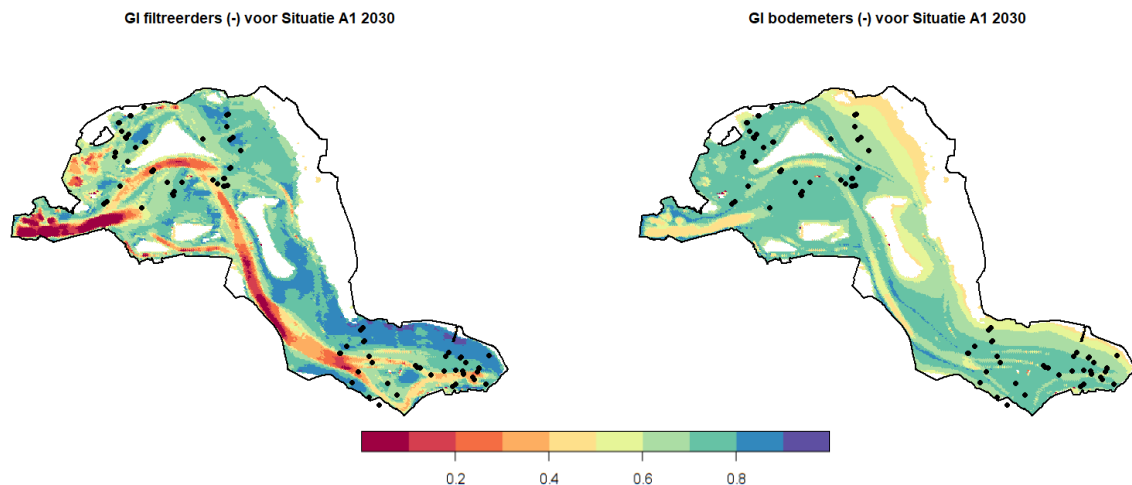 GI filtreerders (-) voor Situatie A1 2030
GI bodemeters (-) voor Situatie A1 2030
0.2 0.4 0.6 0.8